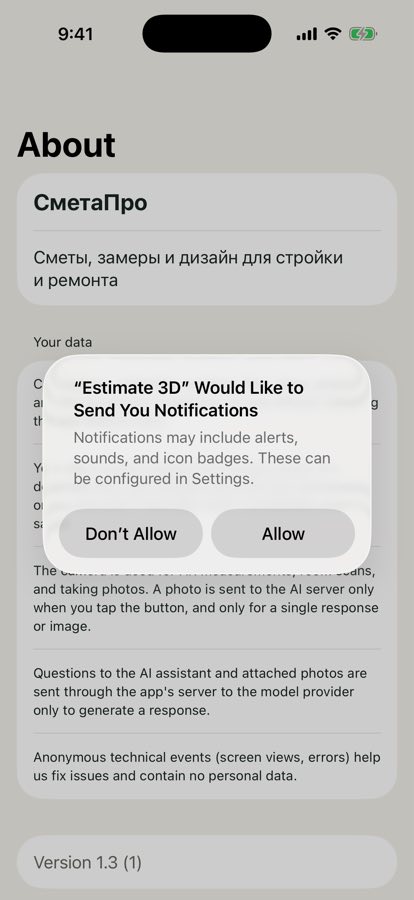 9:41
About
СметаПро
Сметы, замеры и дизайн для стройки
и ремонта
Your data
“Estimate 3D” Would Like to
Send You Notifications
Notifications may include alerts,
sounds, and icon badges. These can
be configured in Settings.
Don’t Allow
Allow
The camera is used for
and taking photos. A photo is sent to the AI server only
when you tap the button, and only for a single response
or image.
Questions to the AI assistant and attached photos are
sent through the app's server to the model provider
only to generate a response.
Anonymous technical events (screen views, errors) help
us fix issues and contain no personal data.
Version 1.3 (1)